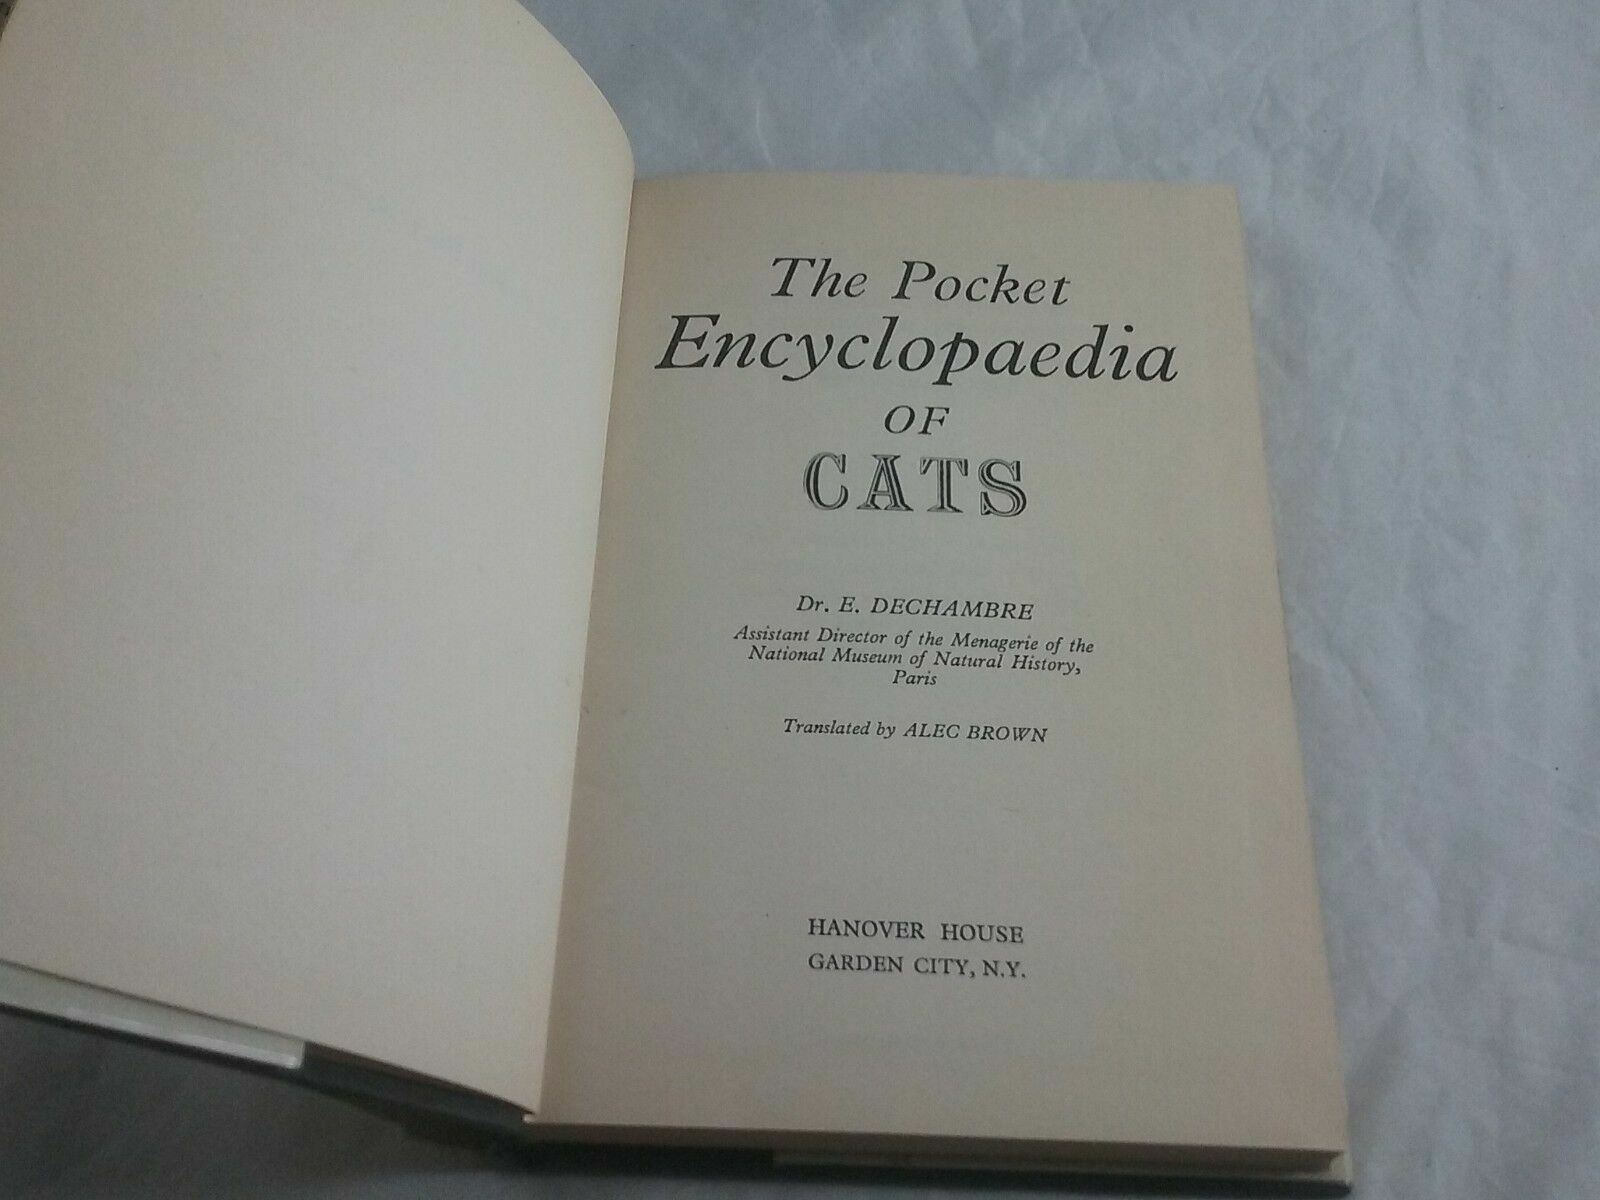 The Pocket
Encyclopaedia
OF
CATS
Dr. E. DECHAMBRE
Assistant Director of the Menagerie of the
National Museum of Natural History,
Paris
Translated by ALEC BROWN
HANOVER HOUSE
GARDEN CITY, N.Y.